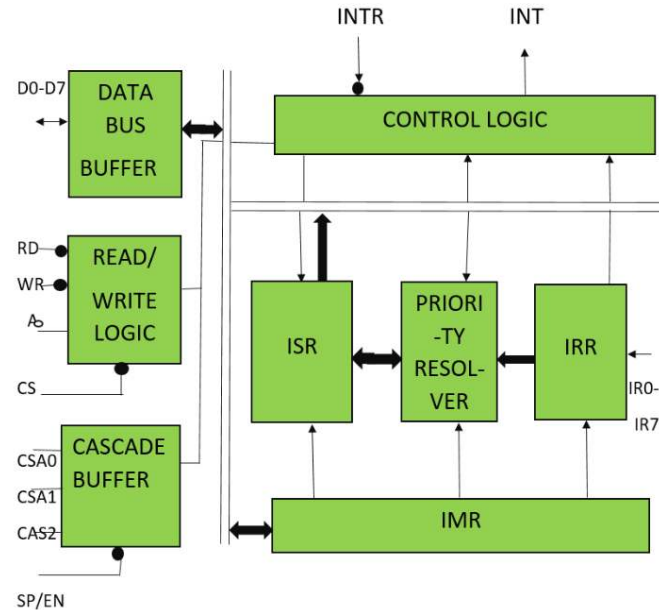 INTR
INT
D0-D7
DATA
BUS
BUFFER
CONTROL LOGIC
RD
WR
A0
CS
READ/
WRITE
LOGIC
ISR
PRIORI
-TY
RESOL-
VER
IRR
IR0-
IR7
CSA0
CSA1
CAS2
CASCADE
BUFFER
IMR
SP/EN